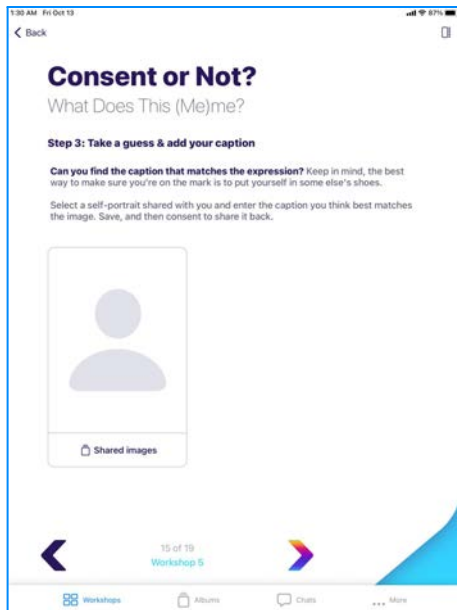 1:30 AM Fri Oct 13
87%
Back
Consent or Not?
What Does This (Me)me?
Step 3: Take a guess & add your caption
Can you find the caption that matches the expression? Keep in mind, the best
way to make sure you're on the mark is to put yourself in some else's shoes.
Select a self-portrait shared with you and enter the caption you think best matches
the image. Save, and then consent to share it back.
Shared images
15 of 19
Workshop 5
Workshops
Albums
Chats
More